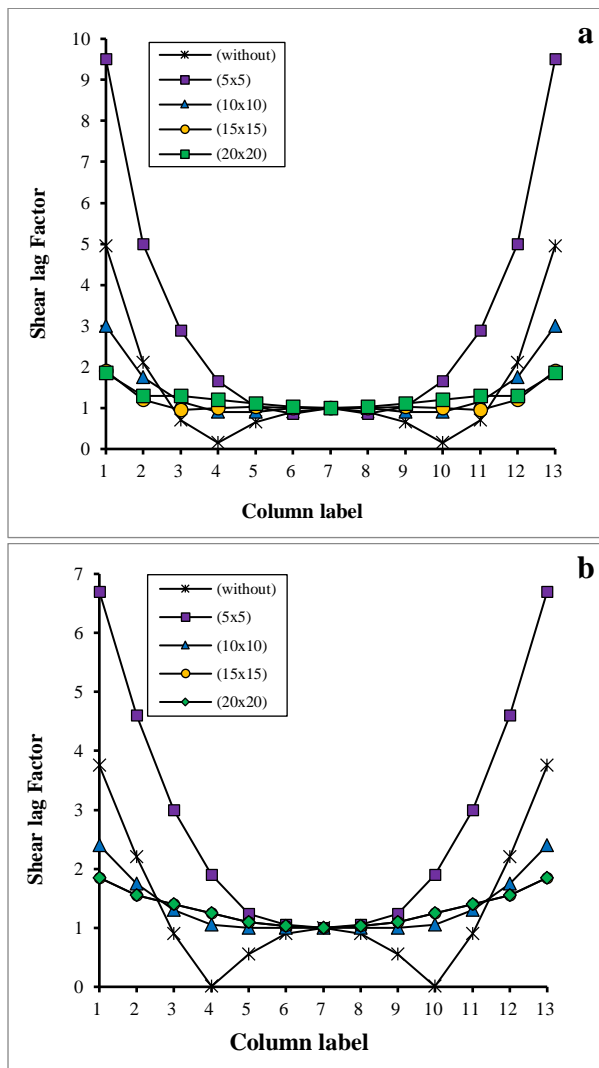 a
10
9
8
7
6
5
4
3
2
1
0
Shear lag Factor
(without)
(5x5)
(10x10)
(15x15)
(20x20)
1 2 3 4 5 6 7 8 9 10 11 12 13
Column label
b
7
6
5
4
3
2
1
0
Shear lag Factor
(without)
(5x5)
(10x10)
(15x15)
(20x20)
1 2 3 4 5 6 7 8 9 10 11 12 13
Column label